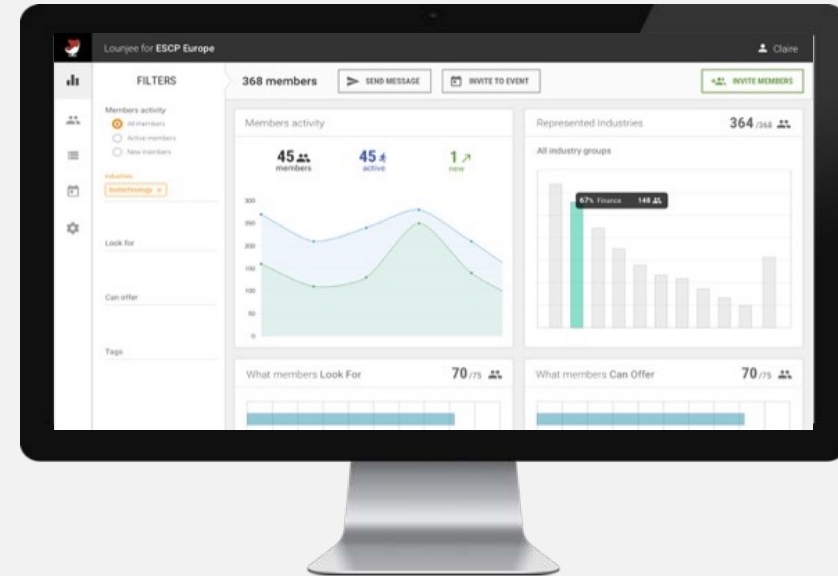 Lounjee for ESCP Europe
Claire
FILTERS
368 members
SEND MESSAGE
INVITE TO EVENT
INVITE MEMBERS
Members activity
All members
Active members
New members
Industries
biotechnology ×
Look for
Can offer
Tags
Members activity
45
members
45
active
1
new
300
250
200
150
100
50
0
Represented Industries
364 /368
All industry groups
67% Finance 148
What members Look For
70 /75
What members Can Offer
70 /75